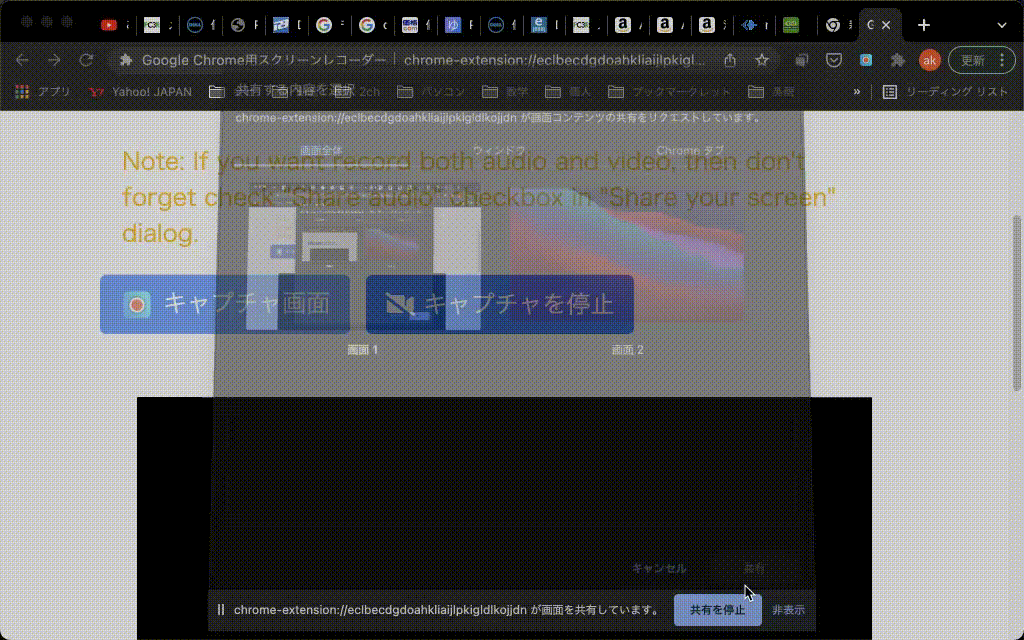 Google Chrome用スクリーンレコーダー | chrome-extension://eclbecdgdoahkliaijlpkigl...
ak
更新
アプリ
Yahoo! JAPAN
共有する内容を選択
2ch
パソコン
数学
個人
ブックマークレット
»
リーディング リスト
chrome-extension://eclbecdgdoahkliaijlpkigldlkojjdn が画面コンテンツの共有をリクエストしています。
画面全体
ウィンドウ
Chrome タブ
Note: If you want record both audio and video, then don't
forget check "Share audio" checkbox in "Share your screen"
dialog.
キャプチャ画面
キャプチャを停止
画面 1
画面 2
キャンセル
共有
chrome-extension://eclbecdgdoahkliaijlpkigldlkojjdn が画面を共有しています。
共有を停止
非表示